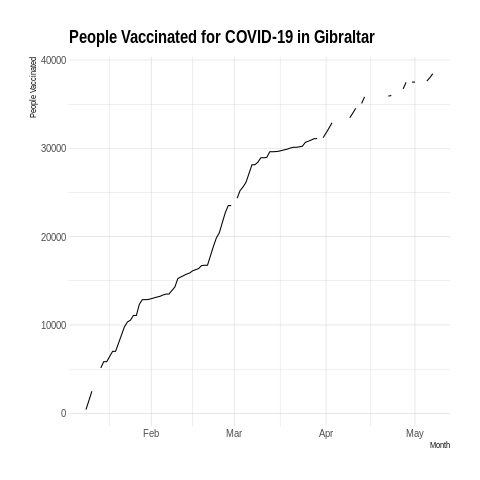 People Vaccinated for COVID-19 in Gibraltar
People Vaccinated
40000
30000
20000
10000
0
Feb Mar Apr May
Month